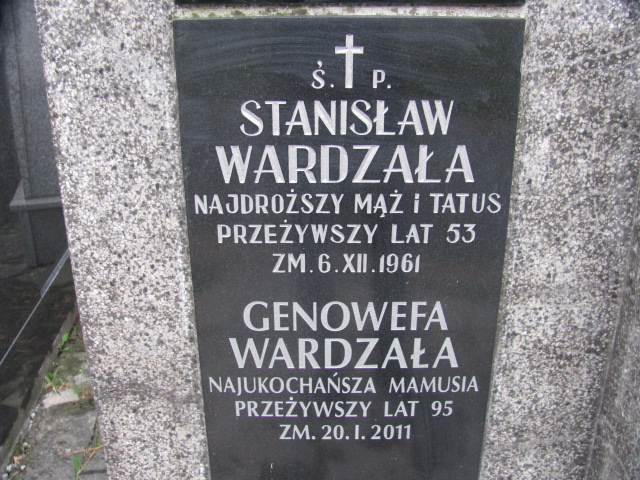 Ś. P.
STANISŁAW
WARDZAŁA
NAJDROŻSZY MĄŻ i TATUS
PRZEŻYWSZY LAT 53
ZM. 6. XII. 1961
GENOWEFA
WARDZAŁA
NAJUKOCHAŃSZA MAMUSIA
PRZEŻYWSZY LAT 95
ZM. 20. I. 2011